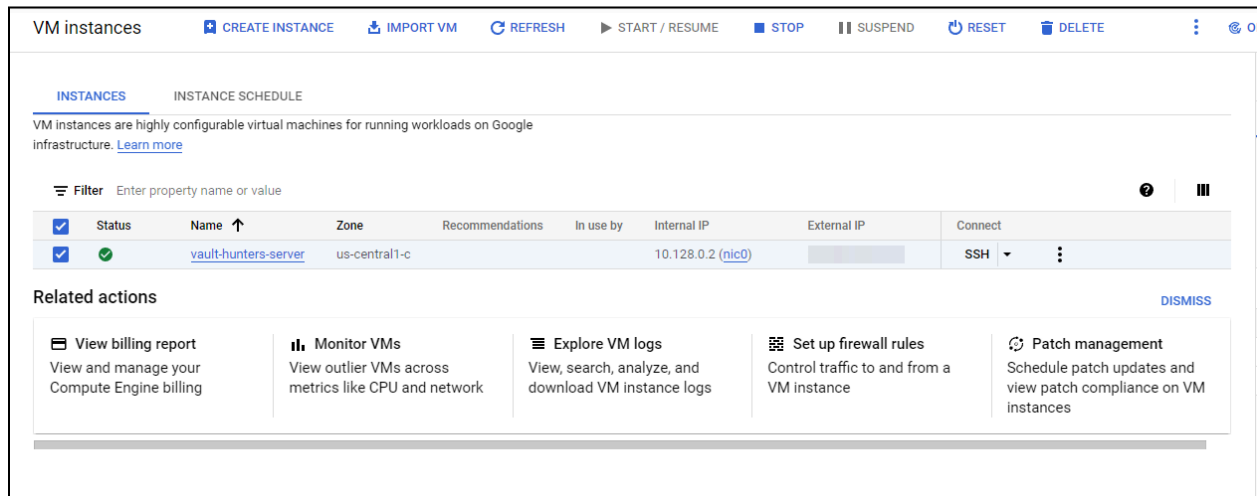 VM instances CREATE INSTANCE IMPORT VM REFRESH START / RESUME STOP SUSPEND RESET DELETE
INSTANCES INSTANCE SCHEDULE
VM instances are highly configurable virtual machines for running workloads on Google
infrastructure. Learn more
Filter Enter property name or value
Status Name Zone Recommendations In use by Internal IP External IP Connect
vault-hunters-server us-central1-c 10.128.0.2 (nic0) SSH
Related actions
DISMISS
View billing report
View and manage your
Compute Engine billing
Monitor VMs
View outlier VMs across
metrics like CPU and network
Explore VM logs
View, search, analyze, and
download VM instance logs
Set up firewall rules
Control traffic to and from a
VM instance
Patch management
Schedule patch updates and
view patch compliance on VM
instances